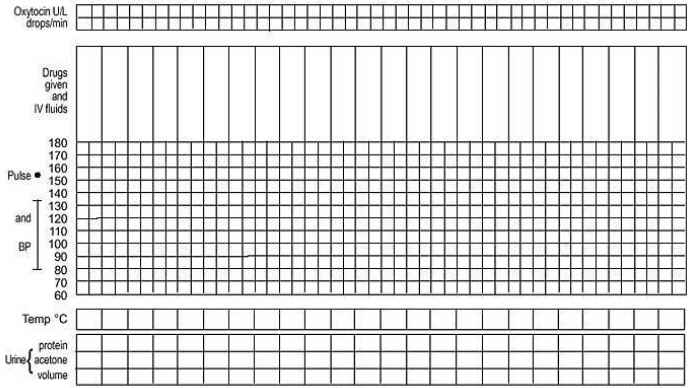 Oxytocin U/L
drops/min
Drugs
given
and
IV fluids
180
170
160
Pulse ●
150
140
130
and
120
110
100
BP
90
80
70
60
Temp °C
protein
Urine { acetone
volume